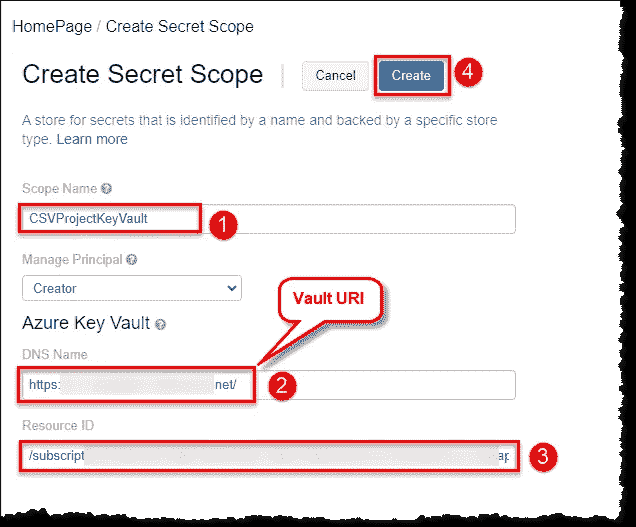 HomePage / Create Secret Scope
Create Secret Scope | Cancel Create 4
A store for secrets that is identified by a name and backed by a specific store
type. Learn more
Scope Name ?
CSVProjectKeyVault 1
Manage Principal ?
Creator
Vault URI
Azure Key Vault ?
DNS Name
https: net/ 2
Resource ID
/subscript ap 3